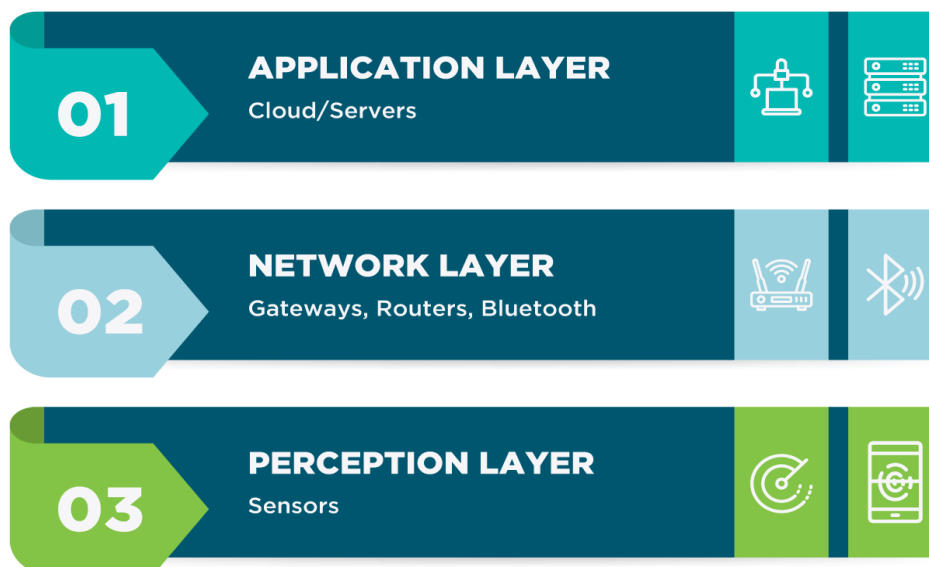 01
APPLICATION LAYER
Cloud/Servers
02
NETWORK LAYER
Gateways, Routers, Bluetooth
03
PERCEPTION LAYER
Sensors